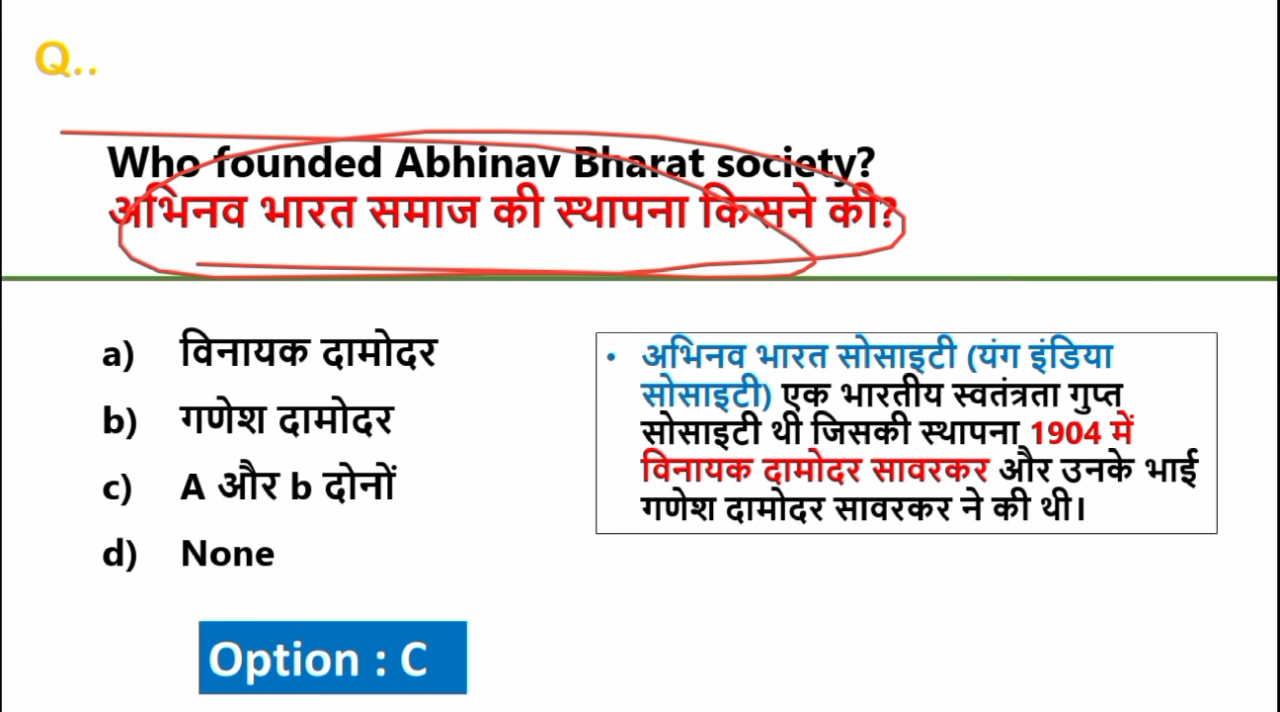 Q..
Who founded Abhinav Bharat society?
अभिनव भारत समाज की स्थापना किसने की?
a) विनायक दामोदर
b) गणेश दामोदर
c) A और b दोनों
d) None
• अभिनव भारत सोसाइटी (यंग इंडिया
सोसाइटी) एक भारतीय स्वतंत्रता गुप्त
सोसाइटी थी जिसकी स्थापना 1904 में
विनायक दामोदर सावरकर और उनके भाई
गणेश दामोदर सावरकर ने की थी।
Option : C